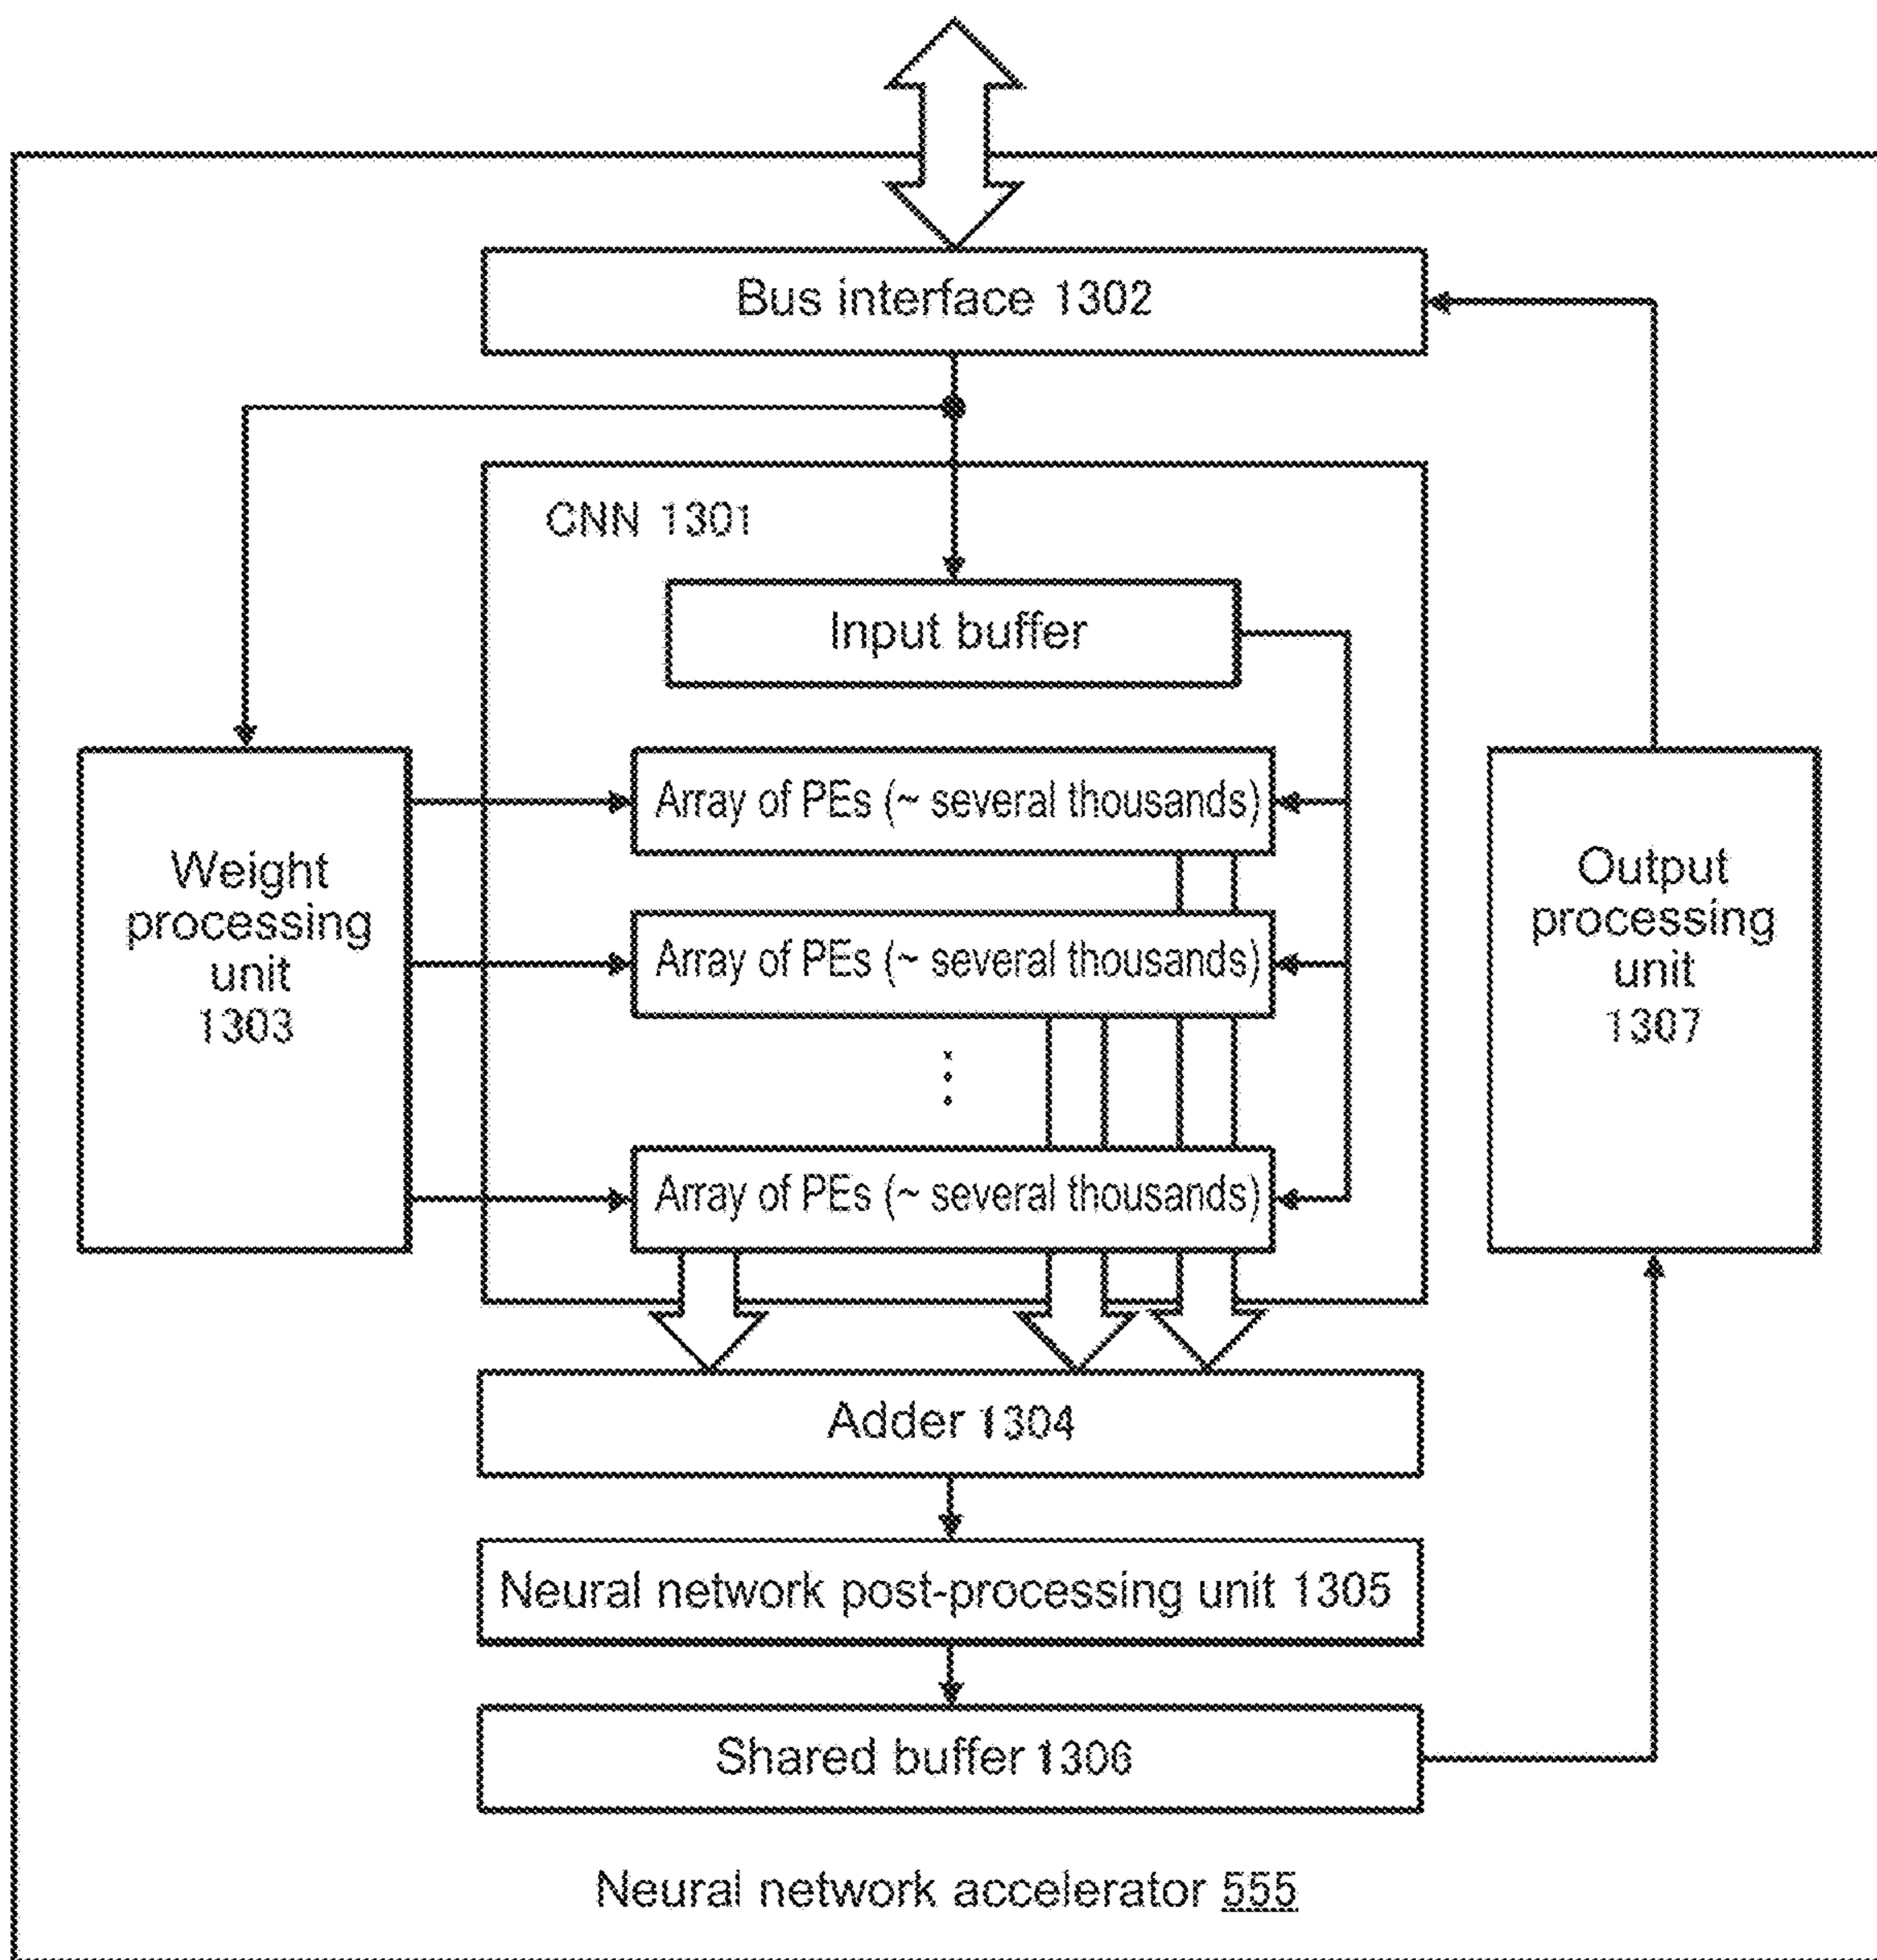 Bus interface 1302
CNN 1301
Input buffer
Array of PEs (~ several thousands)
Array of PEs (~ several thousands)
Array of PEs (~ several thousands)
Weight
processing
unit
1303
Output
processing
unit
1307
Adder 1304
Neural network post-processing unit 1305
Shared buffer 1306
Neural network accelerator 555